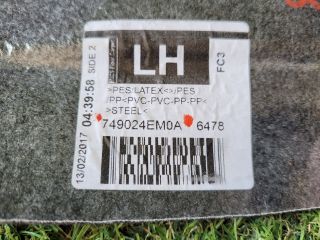 LH
FC3
SIDE 2
04:39:58
13/02/2017
>PES/LATEX<>/PES
/PP<PVC-PVC-PP-PP<
>STEEL<
749024EM0A 6478